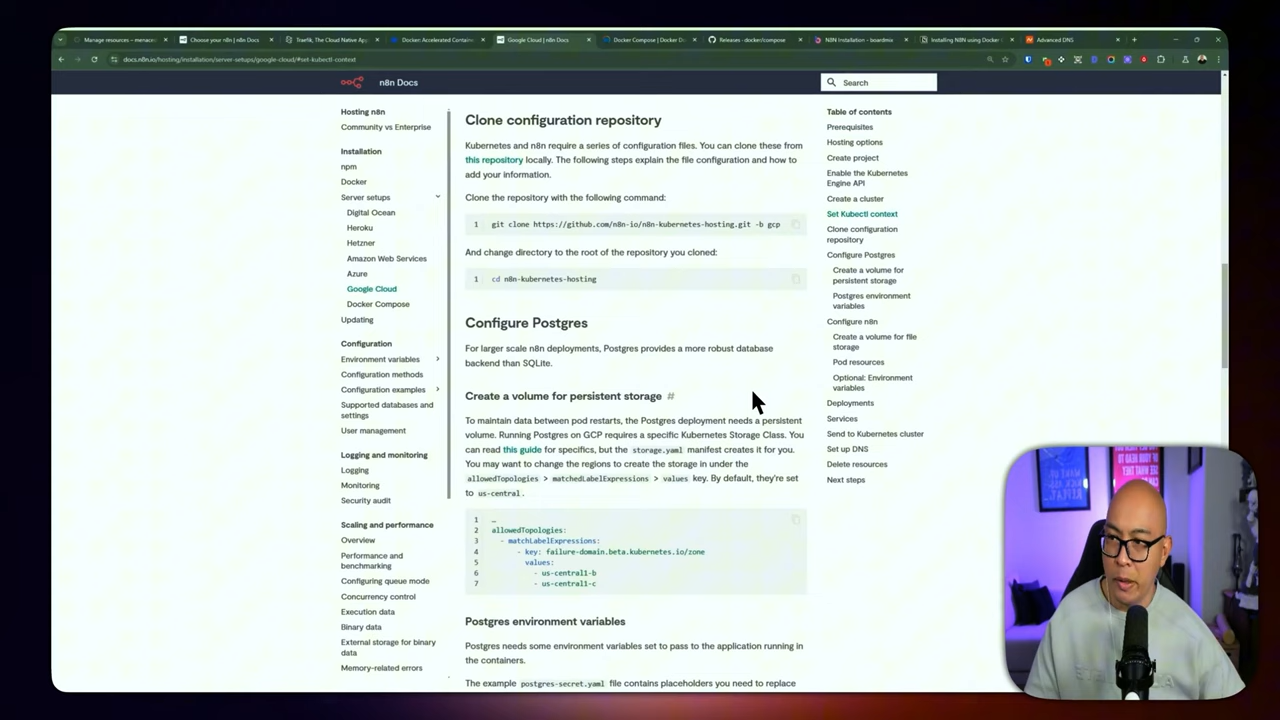 Manage resources – menace
Choose your n8n | n8n Docs
Traefik, The Cloud Native App
Docker: Accelerated Contain
Google Cloud | n8n Docs
Docker Compose | Docker Do
Releases · docker/compose
N8N Installation - boardmix
Installing N8N using Docker
Advanced DNS
docs.n8n.io/hosting/installation/server-setups/google-cloud/#set-kubectl-context
n8n Docs
Search
Hosting n8n
Community vs Enterprise
Installation
npm
Docker
Server setups
Digital Ocean
Heroku
Hetzner
Amazon Web Services
Azure
Google Cloud
Docker Compose
Updating
Configuration
Environment variables
Configuration methods
Configuration examples
Supported databases and
settings
User management
Logging and monitoring
Logging
Monitoring
Security audit
Scaling and performance
Overview
Performance and
benchmarking
Configuring queue mode
Concurrency control
Execution data
Binary data
External storage for binary
data
Memory-related errors
Clone configuration repository
Kubernetes and n8n require a series of configuration files. You can clone these from
this repository locally. The following steps explain the file configuration and how to
add your information.
Clone the repository with the following command:
1 git clone https://github.com/n8n-io/n8n-kubernetes-hosting.git -b gcp
And change directory to the root of the repository you cloned:
1 cd n8n-kubernetes-hosting
Configure Postgres
For larger scale n8n deployments, Postgres provides a more robust database
backend than SQLite.
Create a volume for persistent storage #
To maintain data between pod restarts, the Postgres deployment needs a persistent
volume. Running Postgres on GCP requires a specific Kubernetes Storage Class. You
can read this guide for specifics, but the storage.yaml manifest creates it for you.
You may want to change the regions to create the storage in under the
allowedTopologies > matchedLabelExpressions > values key. By default, they're set
to us-central.
1 …
2 allowedTopologies:
3 - matchLabelExpressions:
4 - key: failure-domain.beta.kubernetes.io/zone
5 values:
6 - us-central1-b
7 - us-central1-c
Postgres environment variables
Postgres needs some environment variables set to pass to the application running in
the containers.
The example postgres-secret.yaml file contains placeholders you need to replace
Table of contents
Prerequisites
Hosting options
Create project
Enable the Kubernetes
Engine API
Create a cluster
Set Kubectl context
Clone configuration
repository
Configure Postgres
Create a volume for
persistent storage
Postgres environment
variables
Configure n8n
Create a volume for file
storage
Pod resources
Optional: Environment
variables
Deployments
Services
Send to Kubernetes cluster
Set up DNS
Delete resources
Next steps